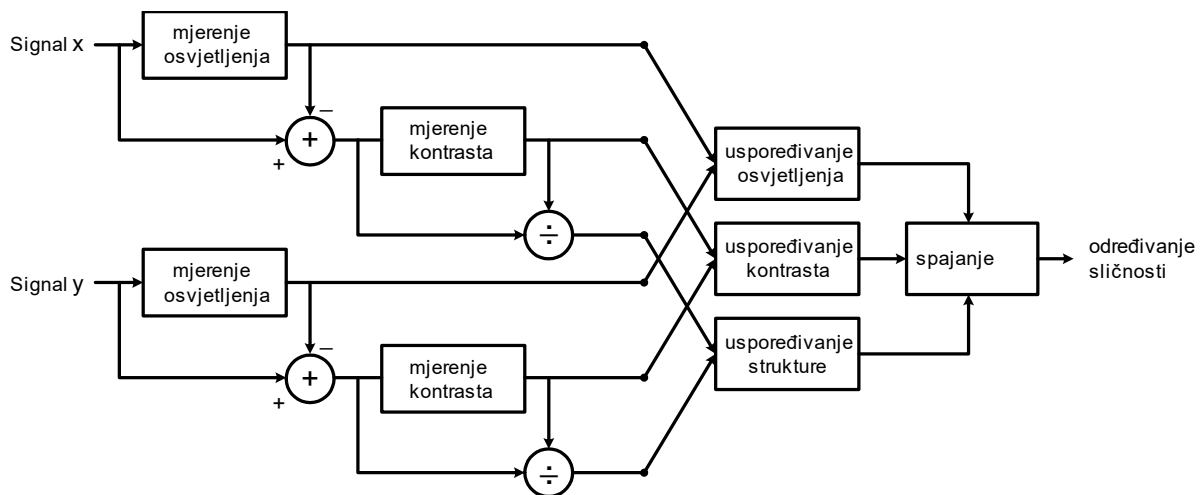 Signal x
mjerenje
osvjetljenja
–
+
+
mjerenje
kontrasta
÷
Signal y
mjerenje
osvjetljenja
–
+
+
mjerenje
kontrasta
÷
uspoređivanje
osvjetljenja
uspoređivanje
kontrasta
uspoređivanje
strukture
spajanje
određivanje
sličnosti